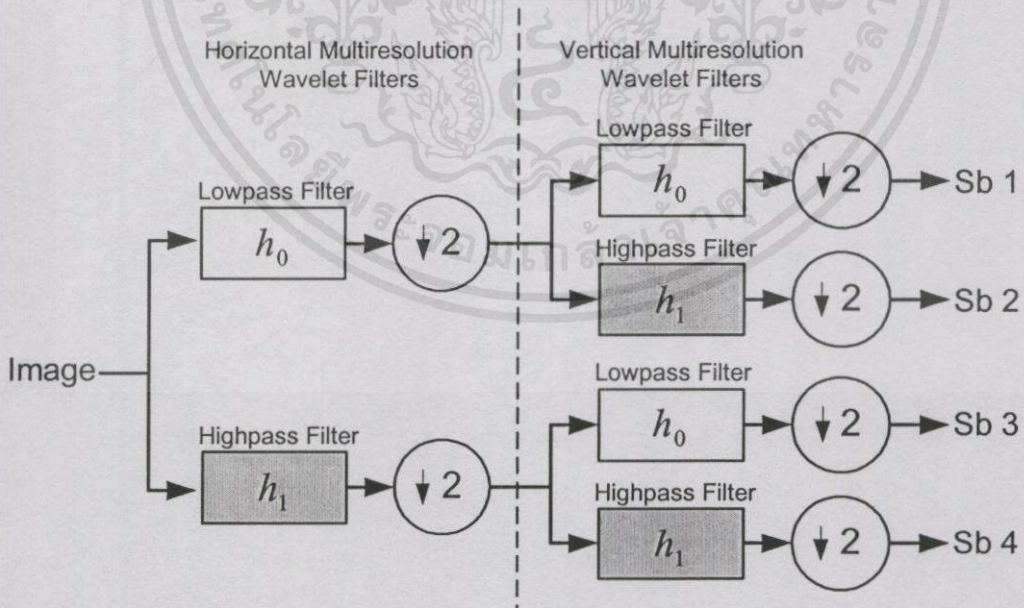 Horizontal Multiresolution
Wavelet Filters
Vertical Multiresolution
Wavelet Filters
Lowpass Filter
h₀
↓ 2
Sb 1
Lowpass Filter
h₀
↓ 2
Highpass Filter
h₁
↓ 2
Sb 2
Image
Lowpass Filter
h₀
↓ 2
Sb 3
Highpass Filter
h₁
↓ 2
Highpass Filter
h₁
↓ 2
Sb 4